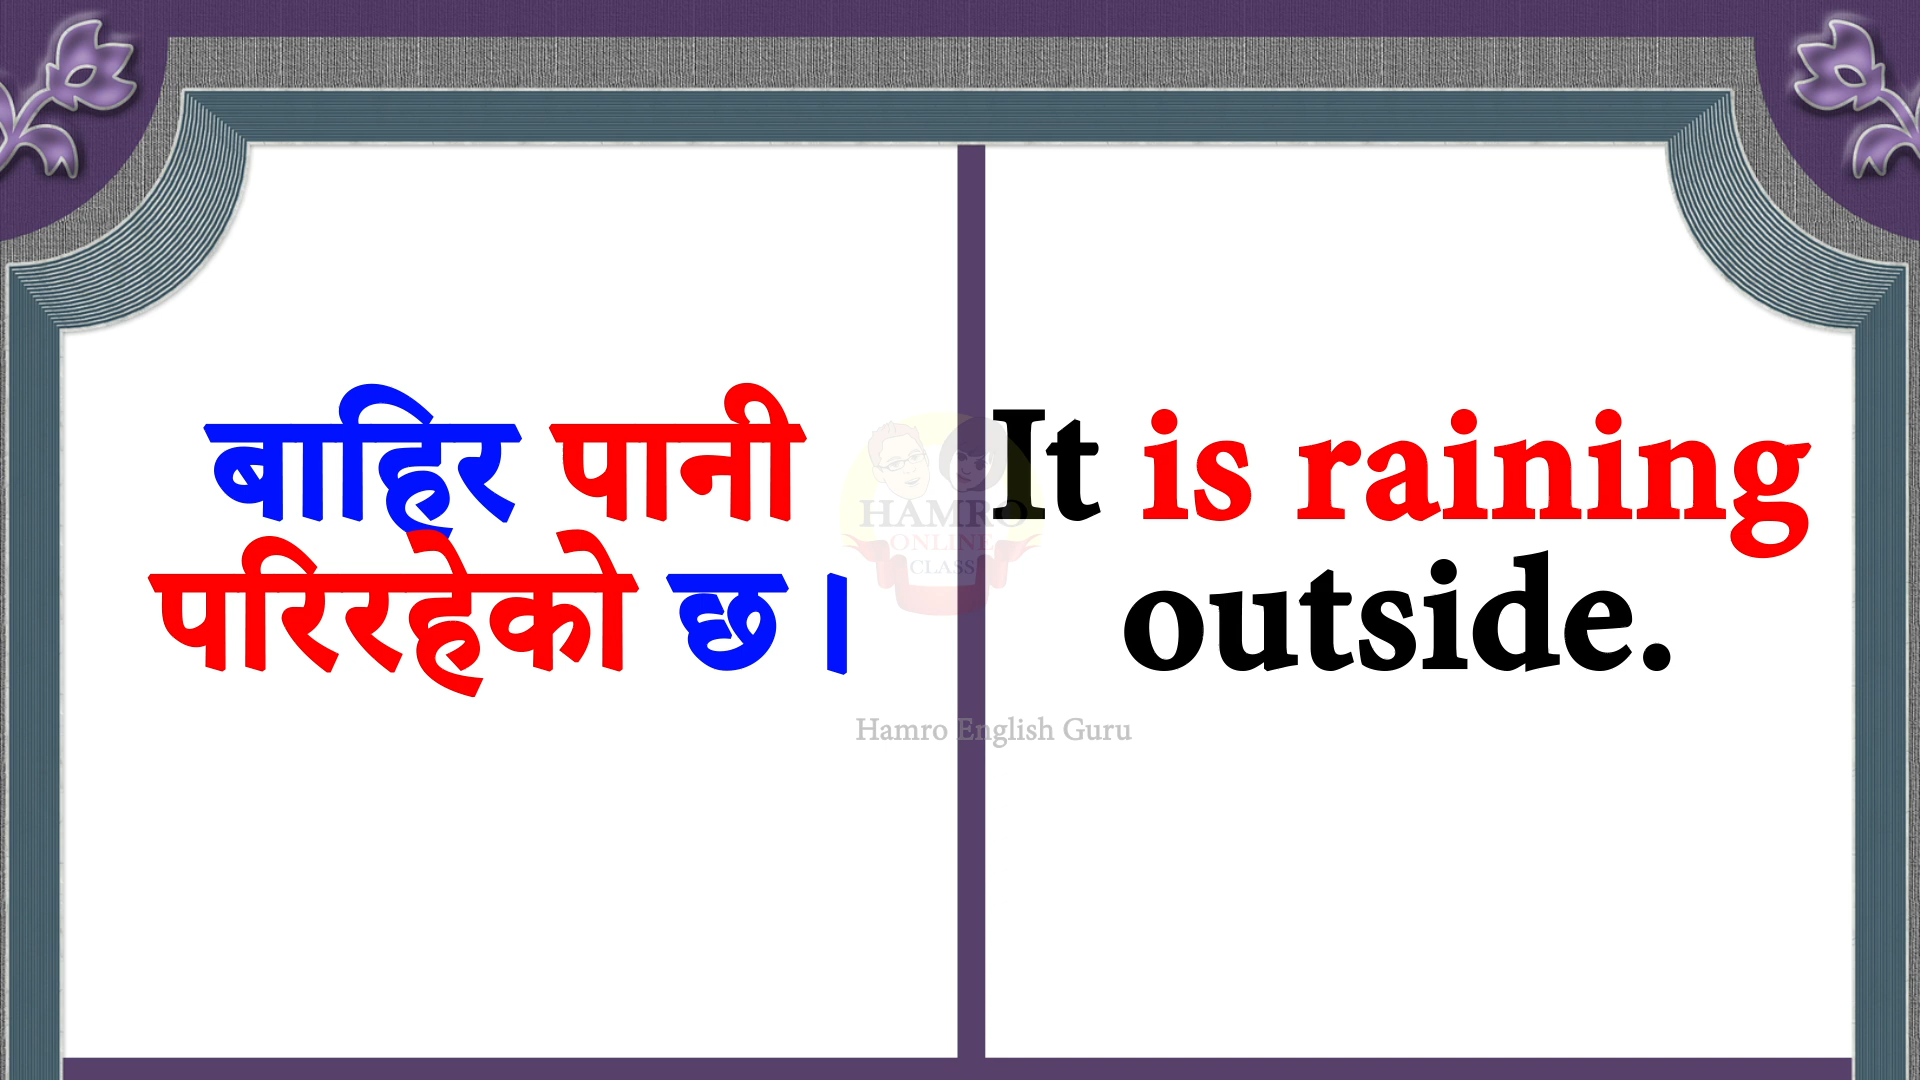 बाहिर पानी
परिरहेको छ ।
It is raining
outside.
HAMRO
ONLINE
CLASS
Hamro English Guru